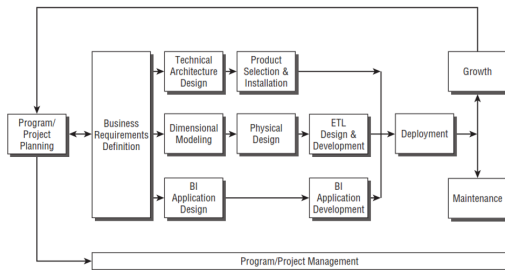 Technical
Architecture
Design
Product
Selection &
Installation
Growth
Program/
Project
Planning
Business
Requirements
Definition
Dimensional
Modeling
Physical
Design
ETL
Design &
Development
Deployment
BI
Application
Design
BI
Application
Development
Maintenance
Program/Project Management